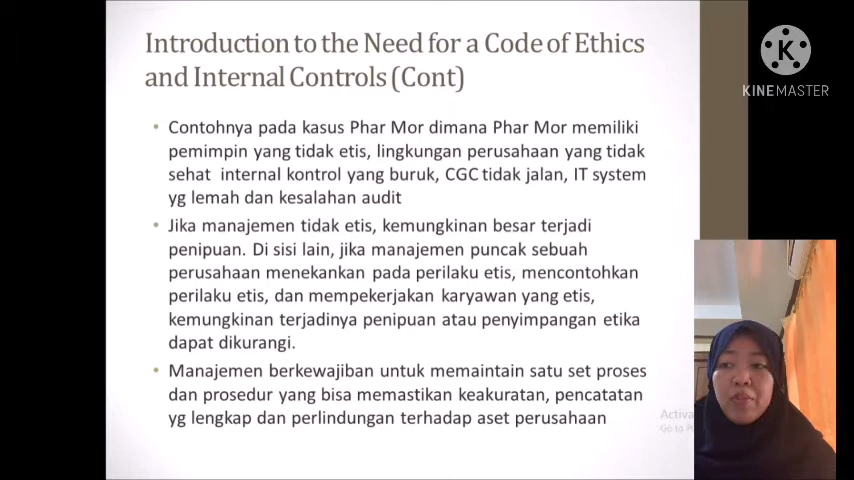 Introduction to the Need for a Code of Ethics
and Internal Controls (Cont)
• Contohnya pada kasus Phar Mor dimana Phar Mor memiliki
pemimpin yang tidak etis, lingkungan perusahaan yang tidak
sehat internal kontrol yang buruk, CGC tidak jalan, IT system
yg lemah dan kesalahan audit
• Jika manajemen tidak etis, kemungkinan besar terjadi
penipuan. Di sisi lain, jika manajemen puncak sebuah
perusahaan menekankan pada perilaku etis, mencontohkan
perilaku etis, dan mempekerjakan karyawan yang etis,
kemungkinan terjadinya penipuan atau penyimpangan etika
dapat dikurangi.
• Manajemen berkewajiban untuk memaintain satu set proses
dan prosedur yang bisa memastikan keakuratan, pencatatan
yg lengkap dan perlindungan terhadap aset perusahaan
K
KINEMASTER
Activa
Go to P